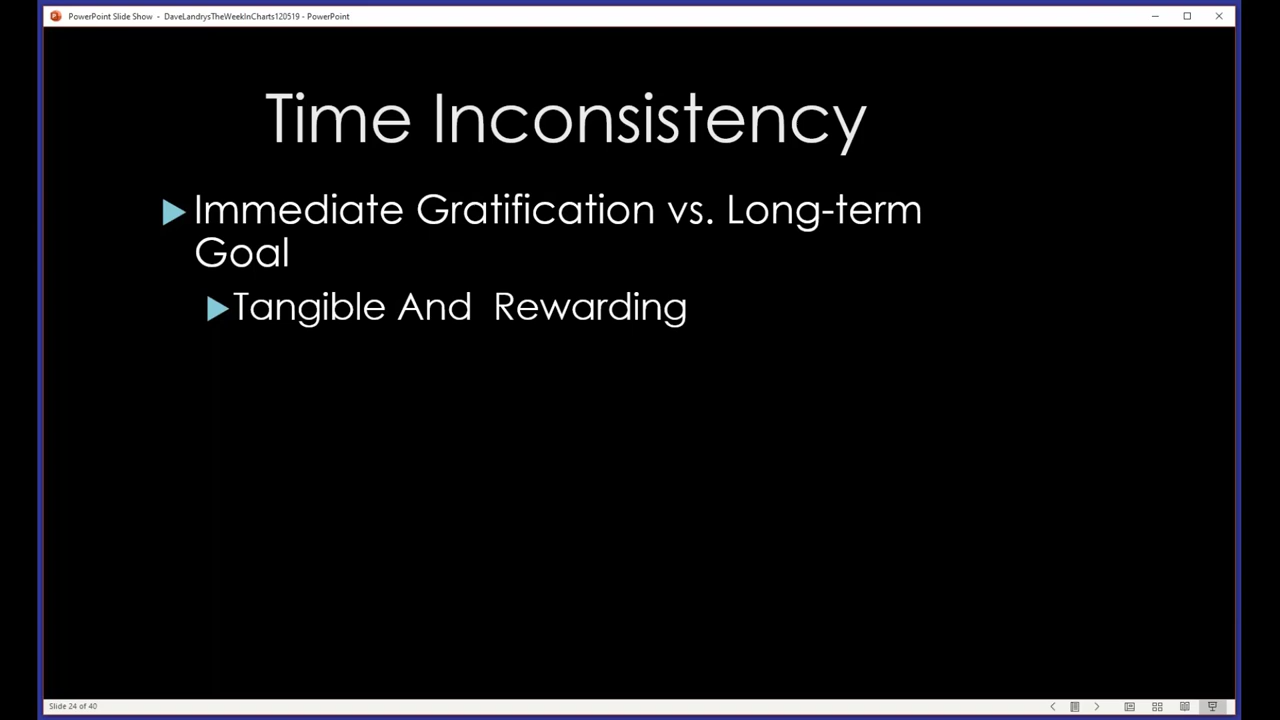 PowerPoint Slide Show - DaveLandrysTheWeekInCharts120519 - PowerPoint
Time Inconsistency
Immediate Gratification vs. Long-term
Goal
Tangible And  Rewarding
Slide 24 of 40